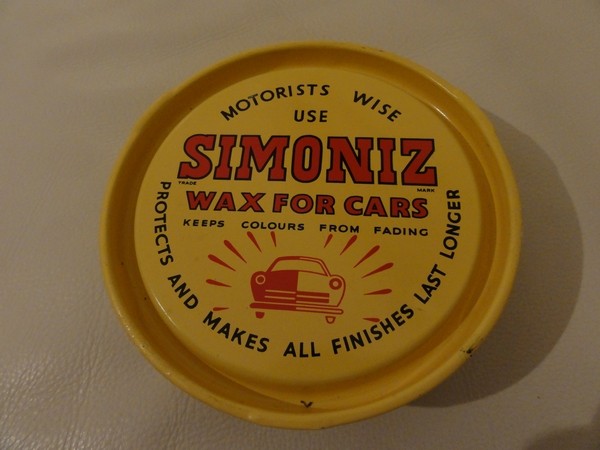 MOTORISTS WISE
USE
SIMONIZ
TRADE MARK
WAX FOR CARS
KEEPS COLOURS FROM FADING
PROTECTS AND MAKES ALL FINISHES LAST LONGER